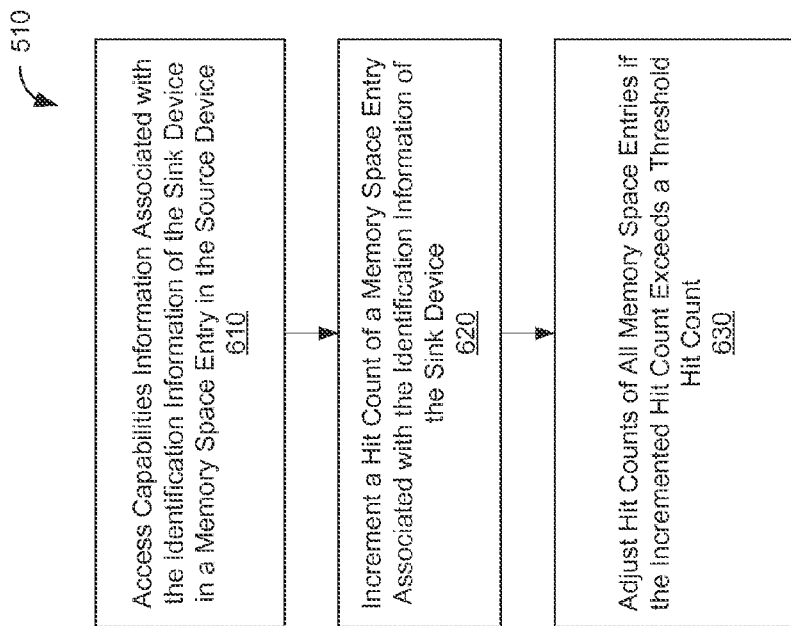 510
Access Capabilities Information Associated with
the Identification Information of the Sink Device
in a Memory Space Entry in the Source Device
610
Increment a Hit Count of a Memory Space Entry
Associated with the Identification Information of
the Sink Device
620
Adjust Hit Counts of All Memory Space Entries if
the Incremented Hit Count Exceeds a Threshold
Hit Count
630